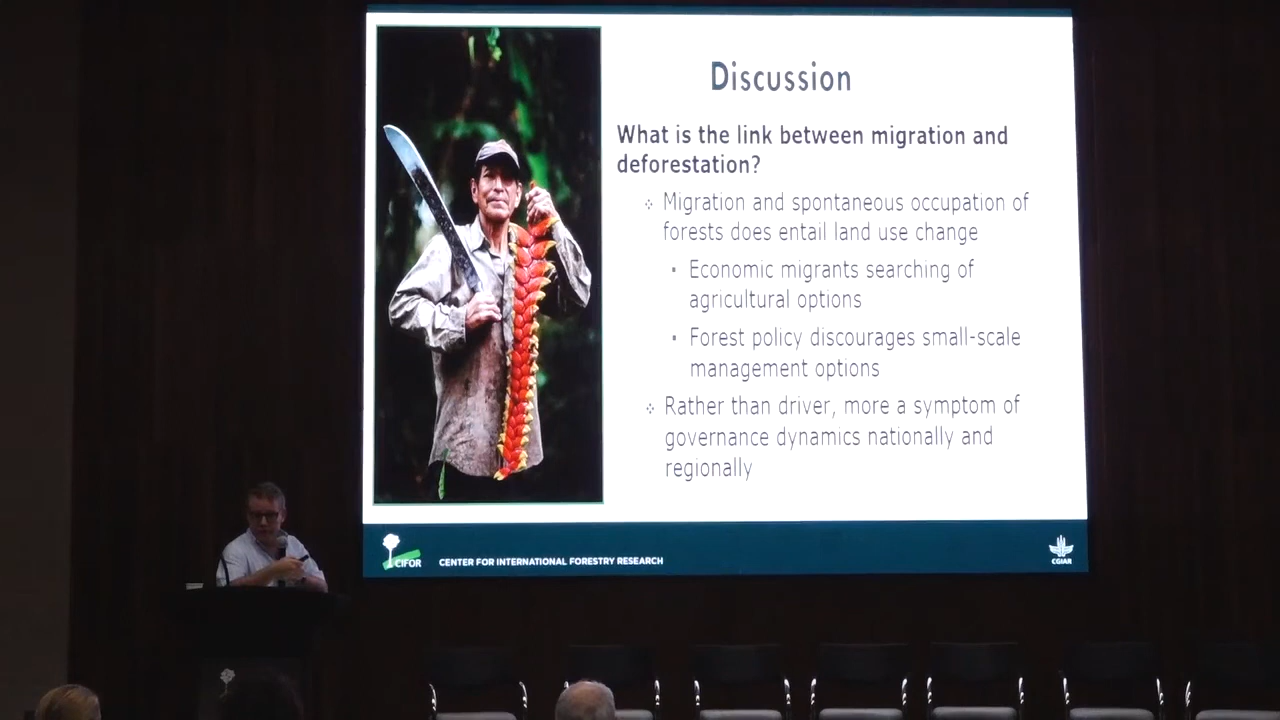 Discussion
What is the link between migration and
deforestation?
Migration and spontaneous occupation of
forests does entail land use change
Economic migrants searching of
agricultural options
Forest policy discourages small-scale
management options
Rather than driver, more a symptom of
governance dynamics nationally and
regionally
CIFOR
CENTER FOR INTERNATIONAL FORESTRY RESEARCH
CGIAR